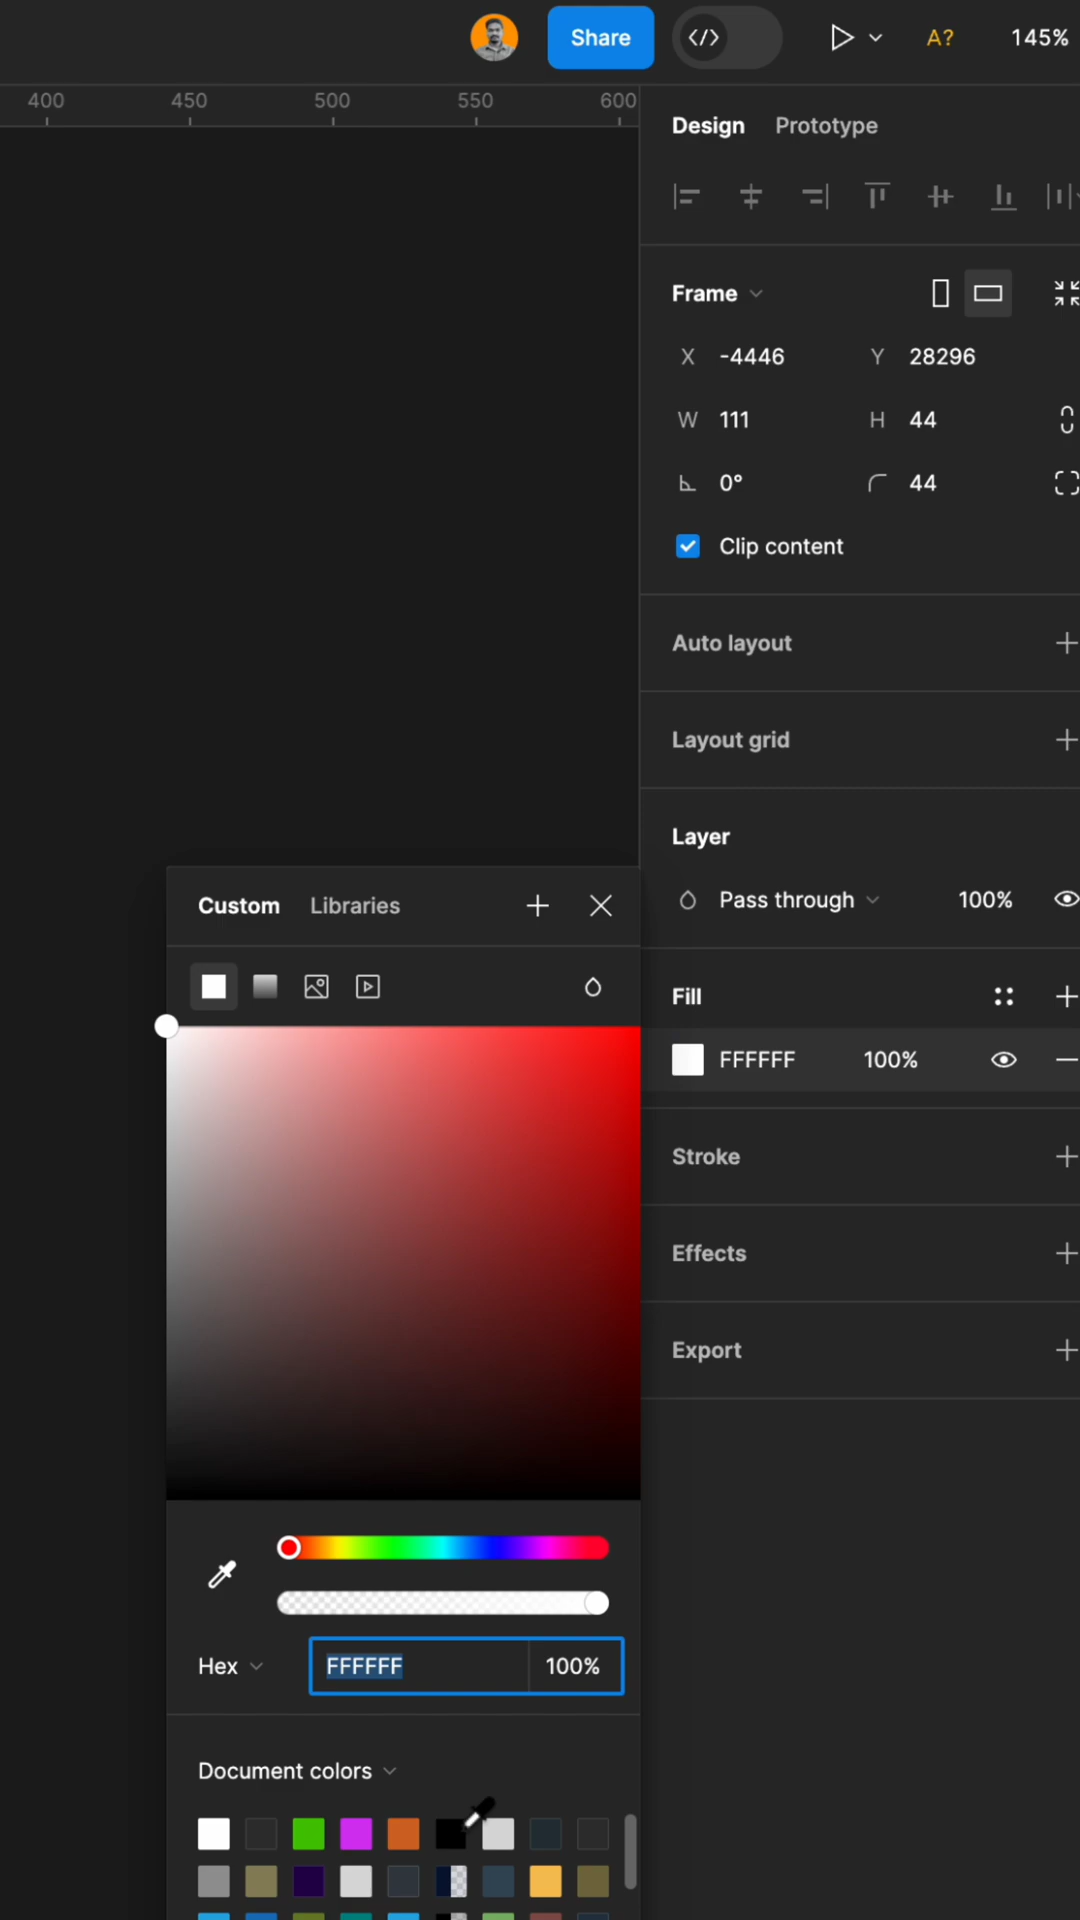 Share
</>
A?
145%
400 450 500 550 600
Design Prototype
Frame
X -4446 Y 28296
W 111 H 44
0° 44
Clip content
Auto layout
Layout grid
Layer
Pass through 100%
Custom Libraries
Fill
FFFFFF 100%
Stroke
Effects
Export
Hex FFFFFF 100%
Document colors